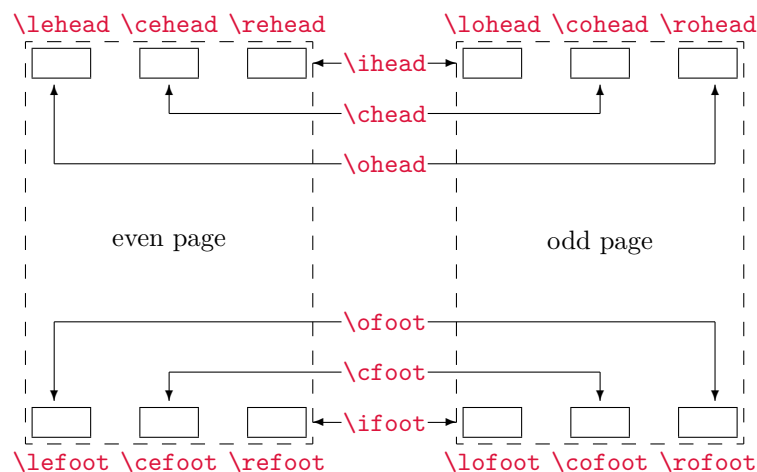 \lehead \cehead \rehead \lohead \cohead \rohead
\ihead
\chead
\ohead
even page odd page
\ofoot
\cfoot
\ifoot
\lefoot \cefoot \refoot \lofoot \cofoot \rofoot